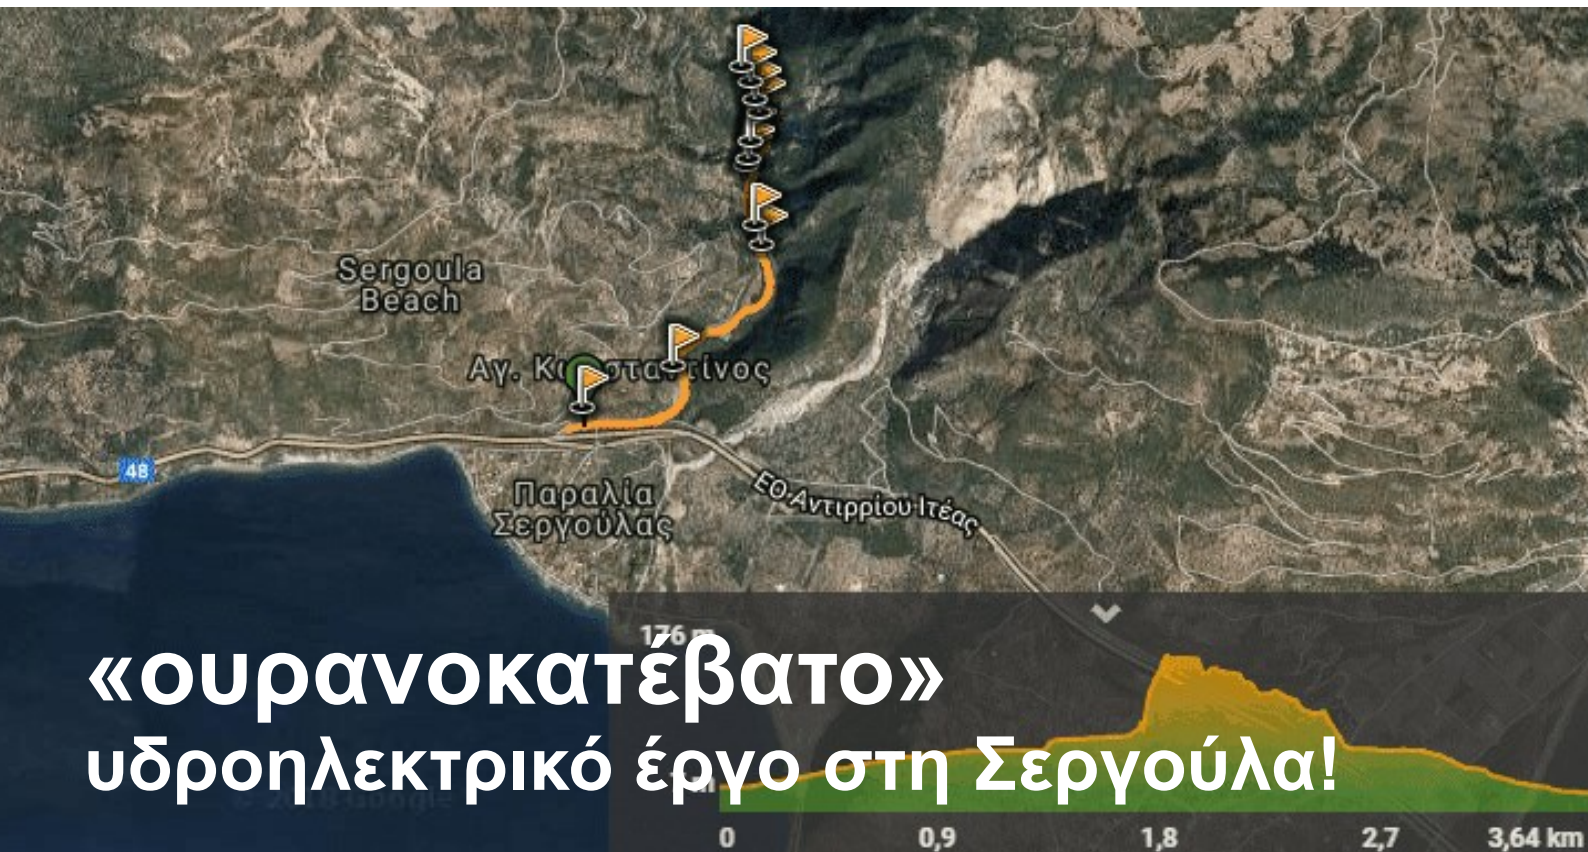 Sergoula
Beach
Αγ. Κωνσταντίνος
48
Παραλία
Σεργούλας
ΕΟ Αντιρρίου Ιτέας
176 m
«ουρανοκατέβατο»
υδροηλεκτρικό έργο στη Σεργούλα!
m
0 0,9 1,8 2,7 3,64 km